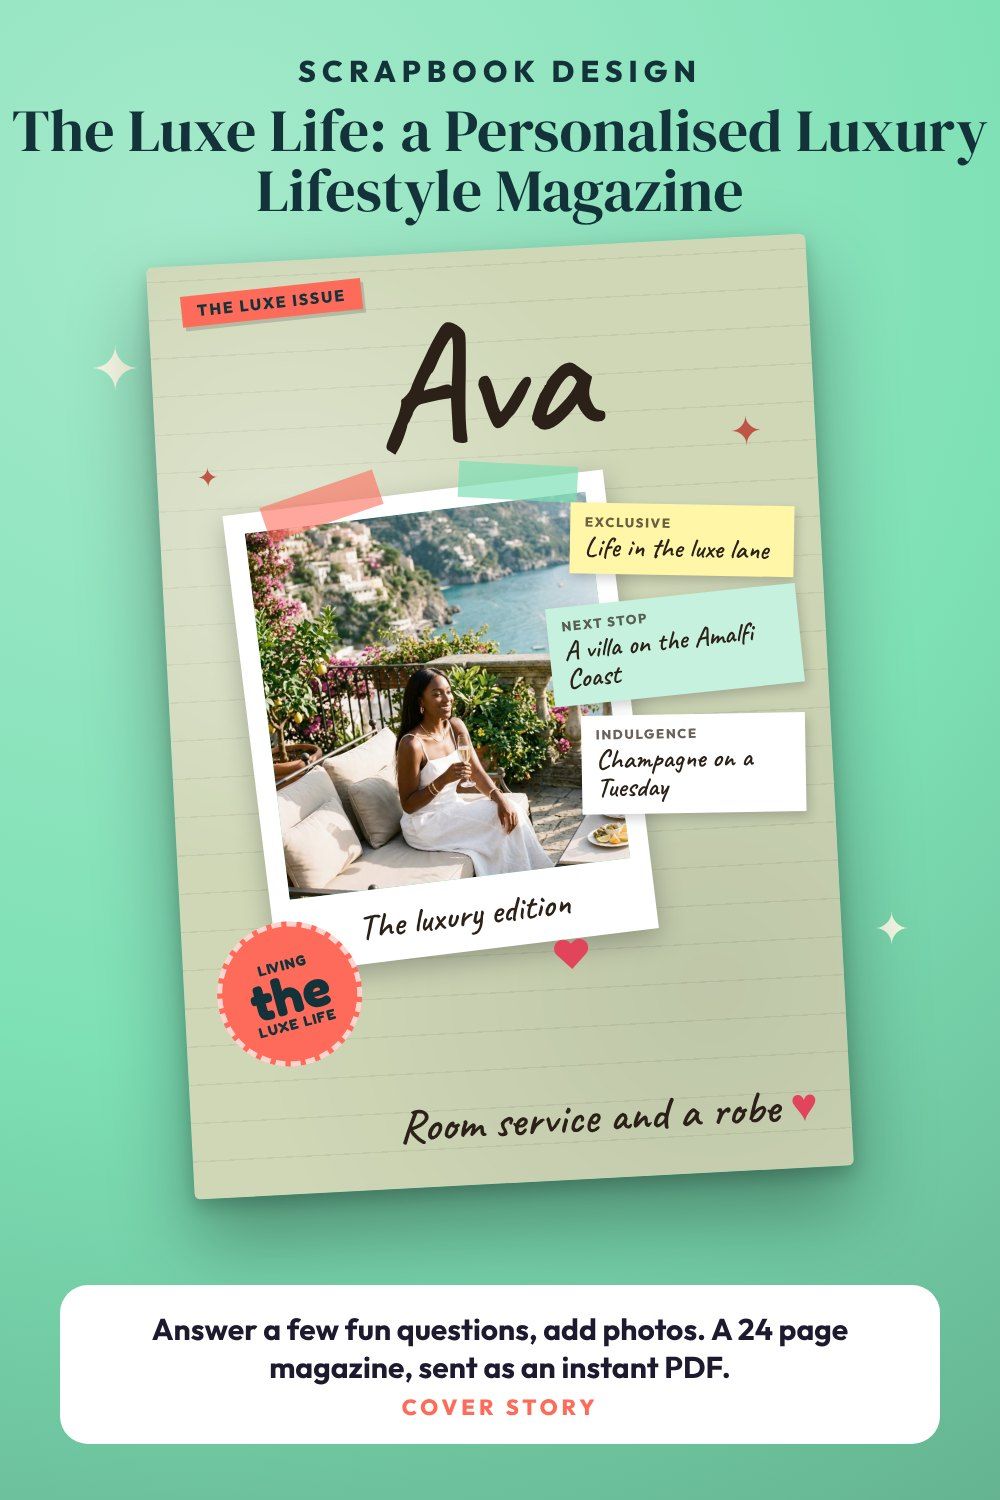 SCRAPBOOK DESIGN
The Luxe Life: a Personalised Luxury
Lifestyle Magazine
THE LUXE ISSUE
Ava
EXCLUSIVE
Life in the luxe lane
NEXT STOP
A villa on the Amalfi
Coast
INDULGENCE
Champagne on a
Tuesday
The luxury edition
LIVING
the
LUXE LIFE
Room service and a robe ♥
Answer a few fun questions, add photos. A 24 page
magazine, sent as an instant PDF.
COVER STORY